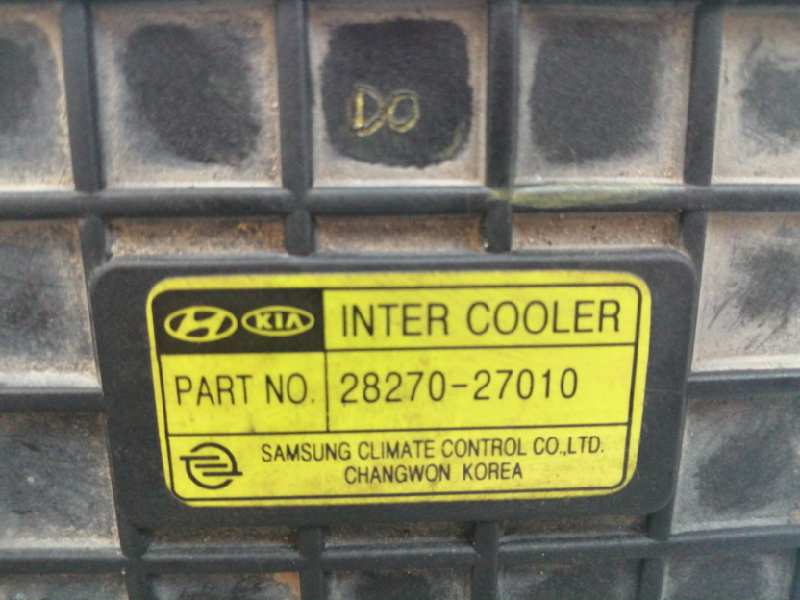 DO
KIA INTER COOLER
PART NO. 28270-27010
SAMSUNG CLIMATE CONTROL CO.,LTD.
CHANGWON KOREA